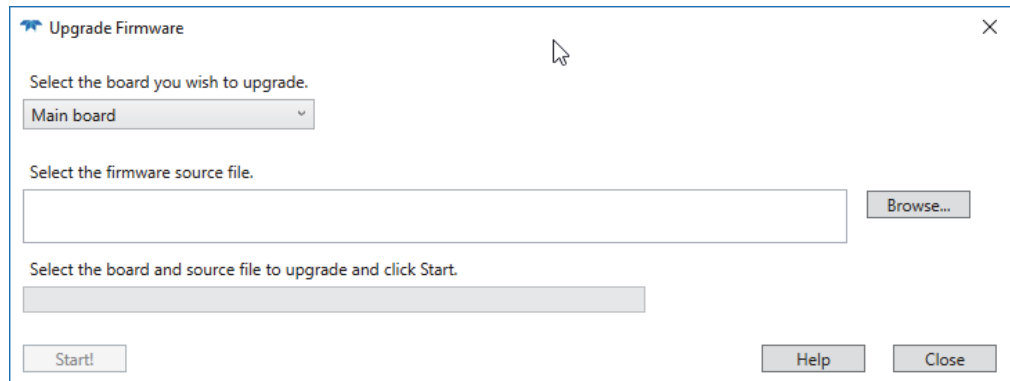 Upgrade Firmware
Select the board you wish to upgrade.
Main board
Select the firmware source file.
Browse...
Select the board and source file to upgrade and click Start.
Start!
Help
Close